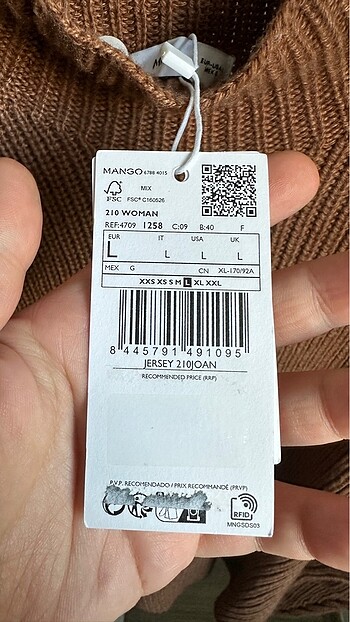 MANGO 6788 4015
MIX
FSC FSC® C160526
210 WOMAN
REF:4709 1258 C:09 B:40 F
EUR IT USA UK
L L L L
MEX G CN XL-170/92A
XXS XS S M L XL XXL
8 445791 491095
JERSEY 210JOAN
RECOMMENDED PRICE (RRP)
P.V.P. RECOMENDADO / PRIX RECOMMANDÉ (PRVP)
RFID
MNGSDS03